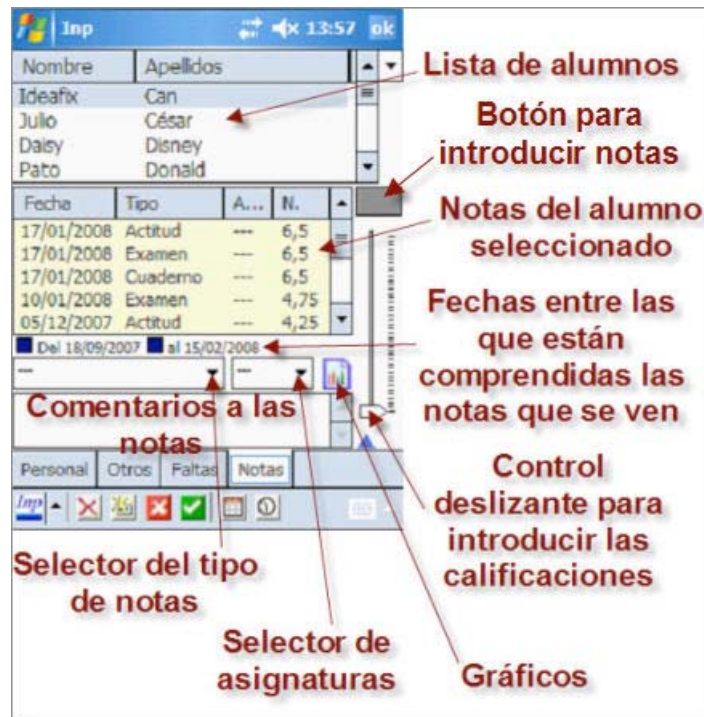 Inp 13:57 ok
Nombre Apellidos
Ideafix Can
Julio César
Daisy Disney
Pato Donald
Fecha Tipo A... N.
17/01/2008 Actitud --- 6,5
17/01/2008 Examen --- 6,5
17/01/2008 Cuaderno --- 6,5
10/01/2008 Examen --- 4,75
05/12/2007 Actitud --- 4,25
Del 18/09/2007 al 15/02/2008
--- ---
Comentarios a las
notas
Personal Otros Faltas Notas
Inp
Lista de alumnos
Botón para
introducir notas
Notas del alumno
seleccionado
Fechas entre las
que están
comprendidas las
notas que se ven
Control
deslizante para
introducir las
calificaciones
Selector del tipo
de notas
Selector de
asignaturas
Gráficos